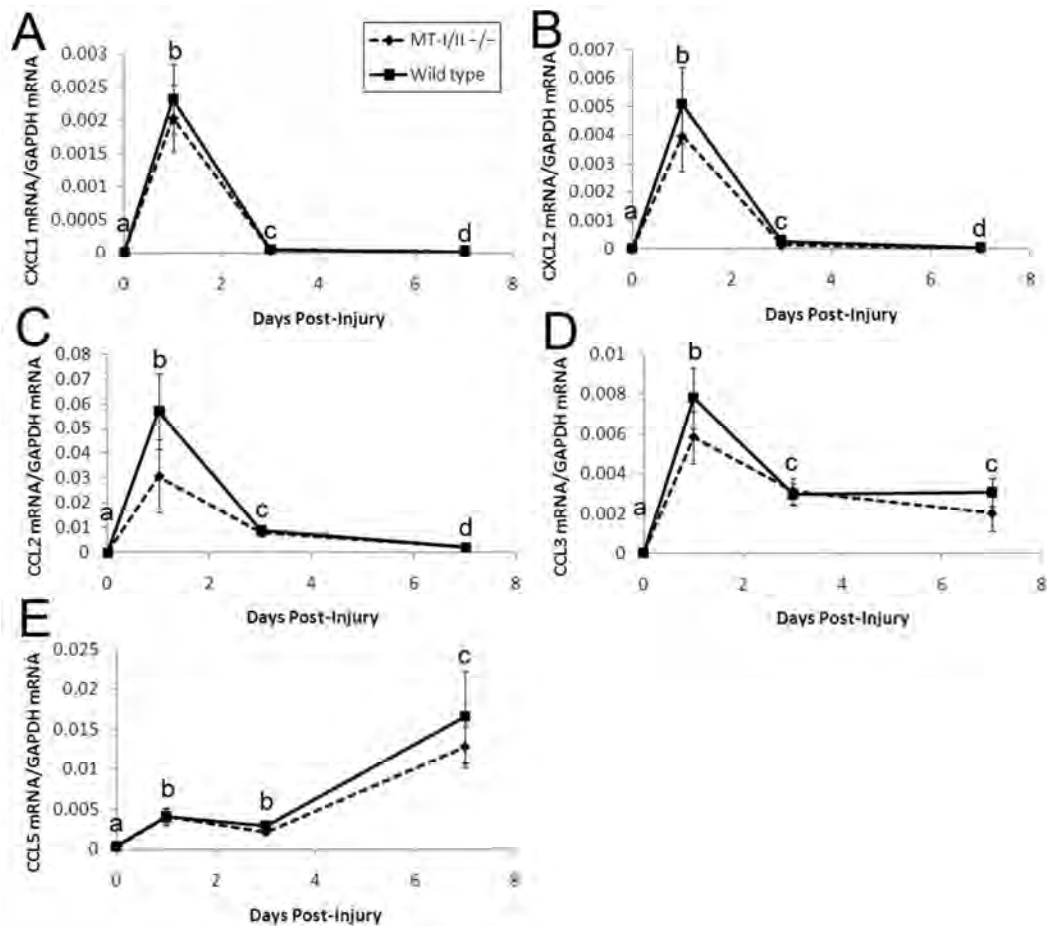 A
CXCL1 mRNA/GAPDH mRNA
0.003
0.0025
0.002
0.0015
0.001
0.0005
0
a
b
c
d
0
2
4
6
8
Days Post-Injury
MT-I/II -/-
Wild type
B
CXCL2 mRNA/GAPDH mRNA
0.007
0.006
0.005
0.004
0.003
0.002
0.001
0
a
b
c
d
0
2
4
6
8
Days Post-Injury
C
CCL2 mRNA/GAPDH mRNA
0.08
0.07
0.06
0.05
0.04
0.03
0.02
0.01
0
a
b
c
d
0
2
4
6
8
Days Post-Injury
D
CCL3 mRNA/GAPDH mRNA
0.01
0.008
0.006
0.004
0.002
0
a
b
c
c
0
2
4
6
8
Days Post-Injury
E
CCL5 mRNA/GAPDH mRNA
0.025
0.02
0.015
0.01
0.005
0
a
b
b
c
0
2
4
6
8
Days Post-Injury